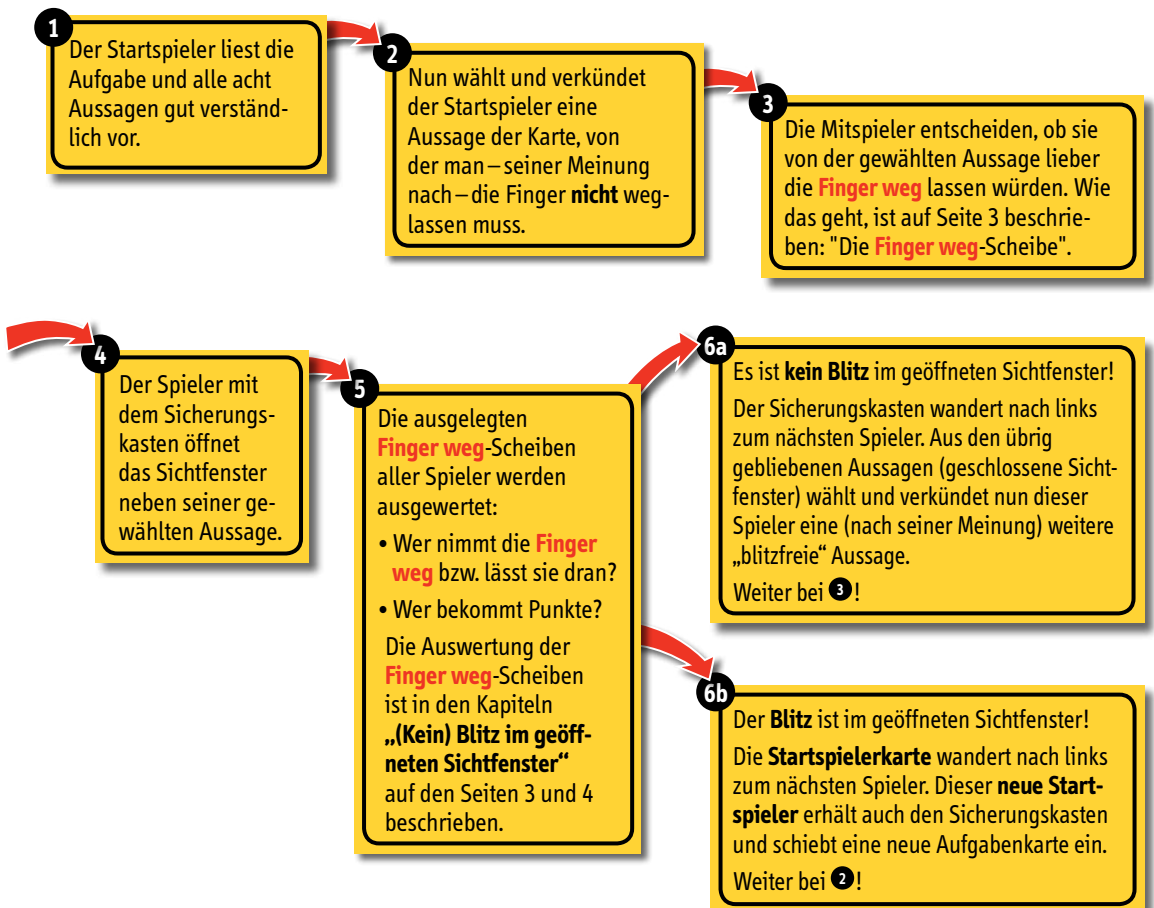 1
Der Startspieler liest die
Aufgabe und alle acht
Aussagen gut verständ-
lich vor.
2
Nun wählt und verkündet
der Startspieler eine
Aussage der Karte, von
der man – seiner Meinung
nach – die Finger nicht weg-
lassen muss.
3
Die Mitspieler entscheiden, ob sie
von der gewählten Aussage lieber
die Finger weg lassen würden. Wie
das geht, ist auf Seite 3 beschrie-
ben: "Die Finger weg-Scheibe".
4
Der Spieler mit
dem Sicherungs-
kasten öffnet
das Sichtfenster
neben seiner ge-
wählten Aussage.
5
Die ausgelegten
Finger weg-Scheiben
aller Spieler werden
ausgewertet:
• Wer nimmt die Finger
weg bzw. lässt sie dran?
• Wer bekommt Punkte?
Die Auswertung der
Finger weg-Scheiben
ist in den Kapiteln
„(Kein) Blitz im geöff-
neten Sichtfenster“
auf den Seiten 3 und 4
beschrieben.
6a
Es ist kein Blitz im geöffneten Sichtfenster!
Der Sicherungskasten wandert nach links
zum nächsten Spieler. Aus den übrig
gebliebenen Aussagen (geschlossene Sicht-
fenster) wählt und verkündet nun dieser
Spieler eine (nach seiner Meinung) weitere
„blitzfreie“ Aussage.
Weiter bei 3!
6b
Der Blitz ist im geöffneten Sichtfenster!
Die Startspielerkarte wandert nach links
zum nächsten Spieler. Dieser neue Start-
spieler erhält auch den Sicherungskasten
und schiebt eine neue Aufgabenkarte ein.
Weiter bei 2!